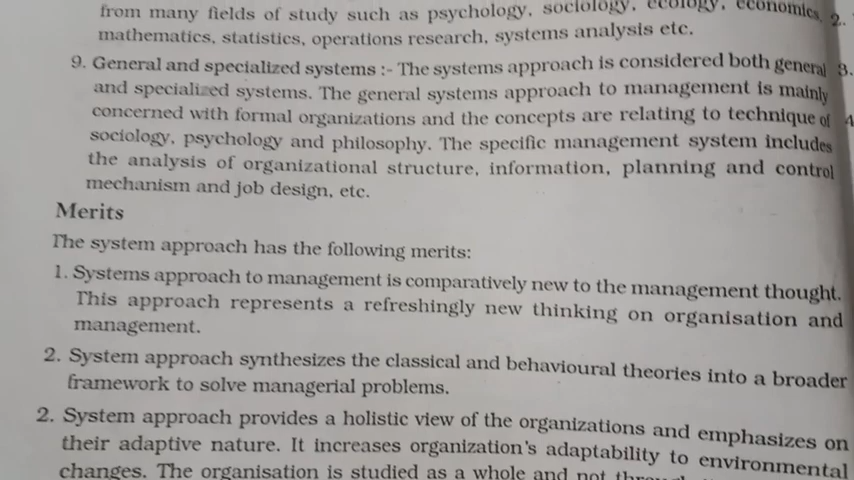 from many fields of study such as psychology, sociology, ecology, economics, 2.
mathematics, statistics, operations research, systems analysis etc.
9. General and specialized systems :- The systems approach is considered both general 3.
and specialized systems. The general systems approach to management is mainly
concerned with formal organizations and the concepts are relating to technique of 4
sociology, psychology and philosophy. The specific management system includes
the analysis of organizational structure, information, planning and control
mechanism and job design, etc.
Merits
The system approach has the following merits:
1. Systems approach to management is comparatively new to the management thought.
This approach represents a refreshingly new thinking on organisation and
management.
2. System approach synthesizes the classical and behavioural theories into a broader
framework to solve managerial problems.
2. System approach provides a holistic view of the organizations and emphasizes on
their adaptive nature. It increases organization's adaptability to environmental
changes. The organisation is studied as a whole and not